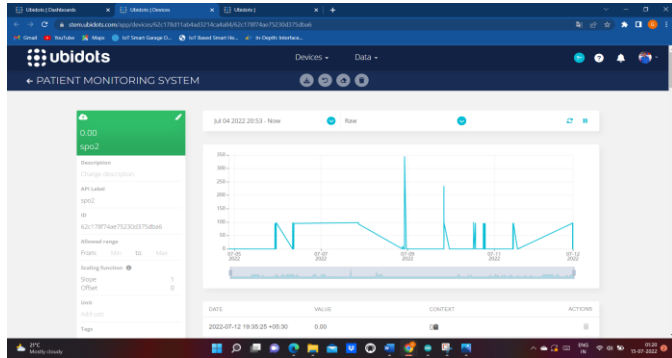 Ubidots | Dashboards
Ubidots | Devices
Ubidots |
stem.ubidots.com/app/devices/62c178d11ab4ad3214ca4a84/62c178f74ae75230d375dba6
Gmail YouTube Maps IoT Smart Garage D... IoT Based Smart He... In-Depth: Interface...
ubidots
Devices Data
← PATIENT MONITORING SYSTEM
0.00
spo2
Description
Change description
API Label
spo2
ID
62c178f74ae75230d375dba6
Allowed range
From: Min to: Max
Scaling function
Slope 1
Offset 0
Unit
Add unit
Tags
Jul 04 2022 20:53 - Now Raw
350
300
250
200
150
100
50
0
07-05 2022
07-07 2022
07-09 2022
07-11 2022
07-12 2022
DATE VALUE CONTEXT ACTIONS
2022-07-12 19:35:25 +05:30 0.00 {}
21°C
Mostly cloudy
ENG
IN
01:20
13-07-2022